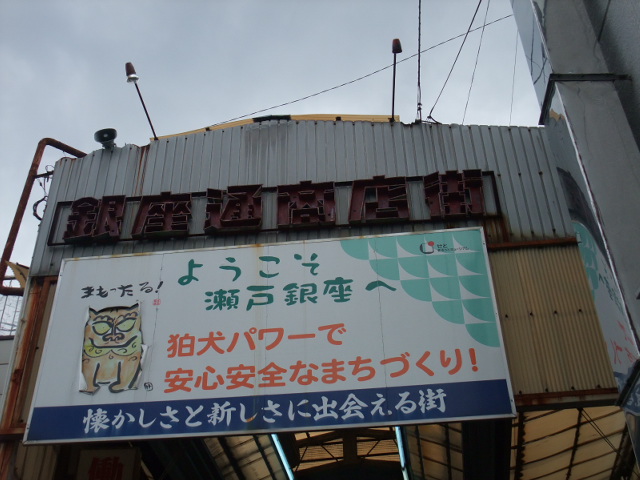 銀座通商店街
まもったる!
ようこそ
瀬戸銀座へ
狛犬パワーで
安心安全なまちづくり!
懐かしさと新しさに出会える街